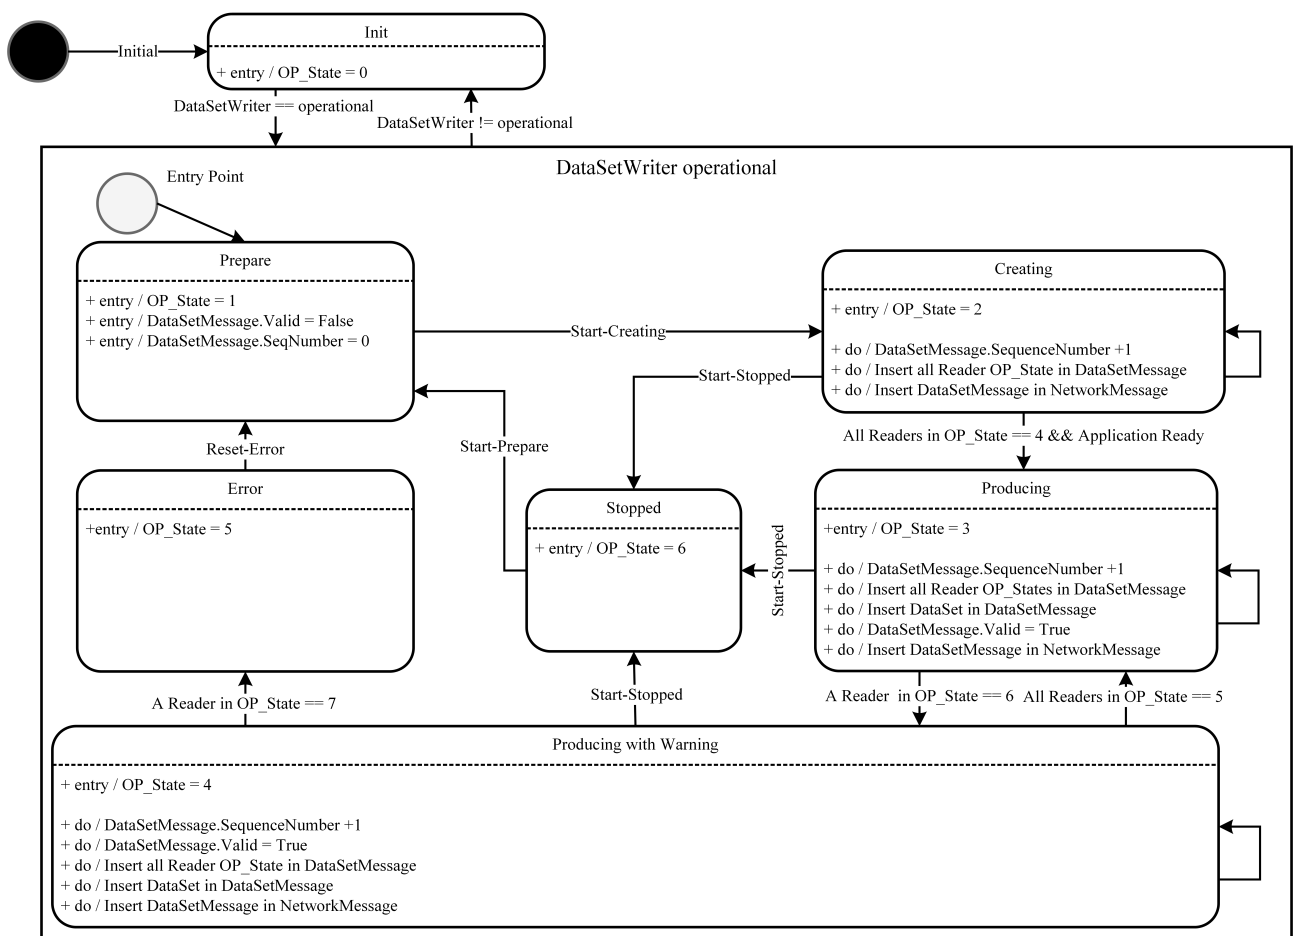 Init
Initial
+ entry / OP_State = 0
DataSetWriter == operational
DataSetWriter != operational
DataSetWriter operational
Entry Point
Prepare
+ entry / OP_State = 1
+ entry / DataSetMessage.Valid = False
+ entry / DataSetMessage.SeqNumber = 0
Start-Creating
Creating
+ entry / OP_State = 2
+ do / DataSetMessage.SequenceNumber +1
+ do / Insert all Reader OP_State in DataSetMessage
+ do / Insert DataSetMessage in NetworkMessage
Start-Stopped
All Readers in OP_State == 4 && Application Ready
Start-Prepare
Reset-Error
Error
+entry / OP_State = 5
Stopped
+ entry / OP_State = 6
Start-Stopped
Producing
+entry / OP_State = 3
+ do / DataSetMessage.SequenceNumber +1
+ do / Insert all Reader OP_States in DataSetMessage
+ do / Insert DataSet in DataSetMessage
+ do / DataSetMessage.Valid = True
+ do / Insert DataSetMessage in NetworkMessage
A Reader in OP_State == 7
Start-Stopped
A Reader in OP_State == 6
All Readers in OP_State == 5
Producing with Warning
+ entry / OP_State = 4
+ do / DataSetMessage.SequenceNumber +1
+ do / DataSetMessage.Valid = True
+ do / Insert all Reader OP_State in DataSetMessage
+ do / Insert DataSet in DataSetMessage
+ do / Insert DataSetMessage in NetworkMessage